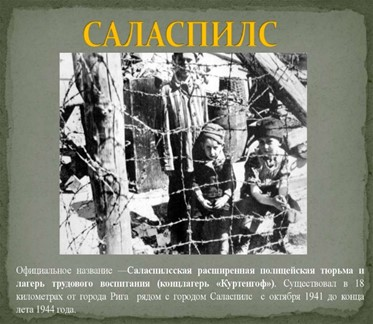 САЛАСПИЛС
Официальное название —Саласпилсская расширенная полицейская тюрьма и
лагерь трудового воспитания (концлагерь «Куртенгоф»). Существовал в 18
километрах от города Рига рядом с городом Саласпилс с октября 1941 до конца
лета 1944 года.